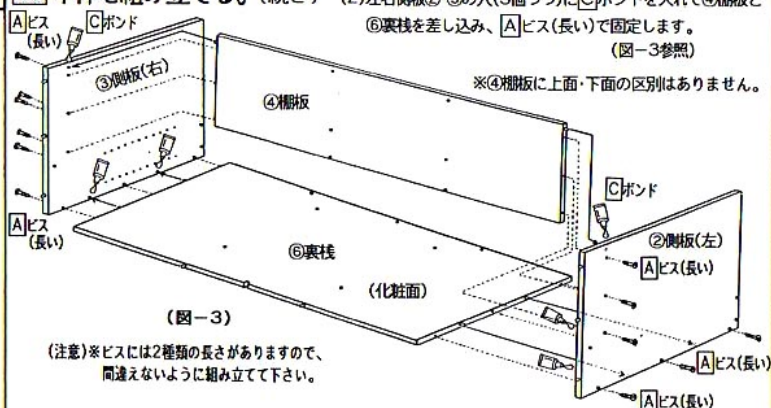 組み立てる。
(2)左右側板② ③の穴(3個づつ)にCボンドを入れて④棚板と
⑥裏桟を差し込み、Aビス(長い)で固定します。
(図−3参照)
※④棚板に上面・下面の区別はありません。
Aビス
(長い)
Cボンド
③側板(右)
④棚板
Cボンド
②側板(左)
Aビス(長い)
Aビス
(長い)
⑥裏桟
(化粧面)
Aビス(長い)
Aビス(長い)
(図−3)
(注意)※ビスには2種類の長さがありますので、
間違えないように組み立てて下さい。